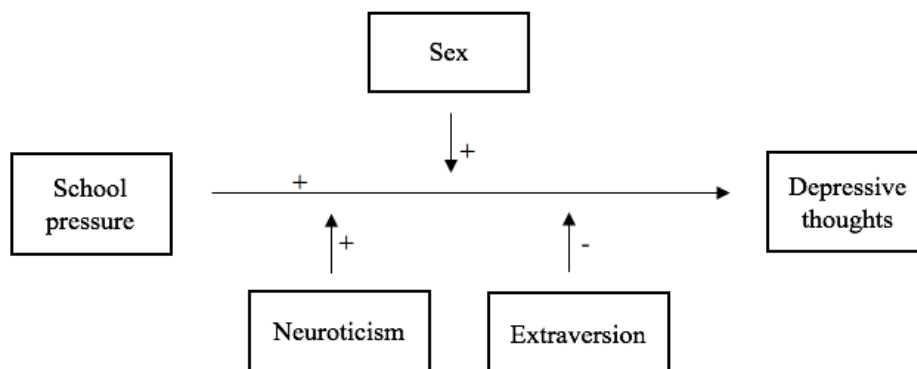 Sex
+
School
pressure
+
Depressive
thoughts
+
-
Neuroticism
Extraversion